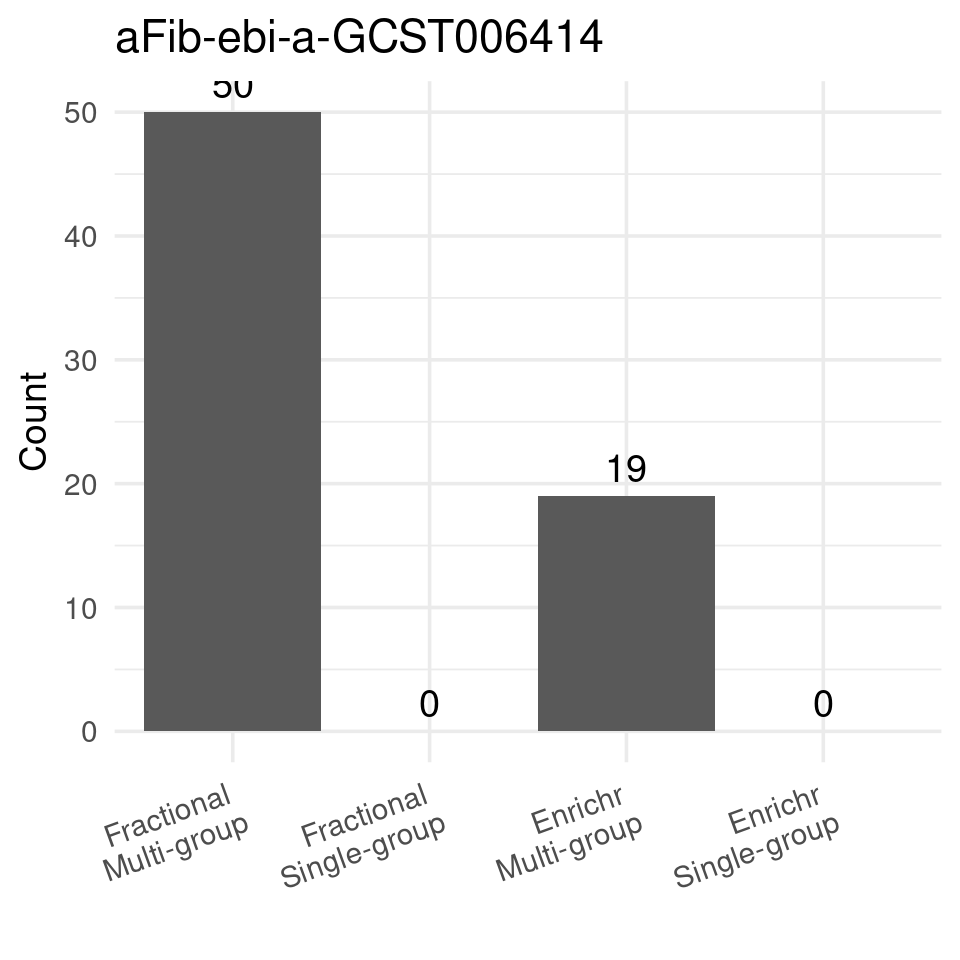 aFib-ebi-a-GCST006414
50
50
40
30
20
10
0
Count
19
0
0
Fractional
Multi-group
Fractional
Single-group
Enrichr
Multi-group
Enrichr
Single-group